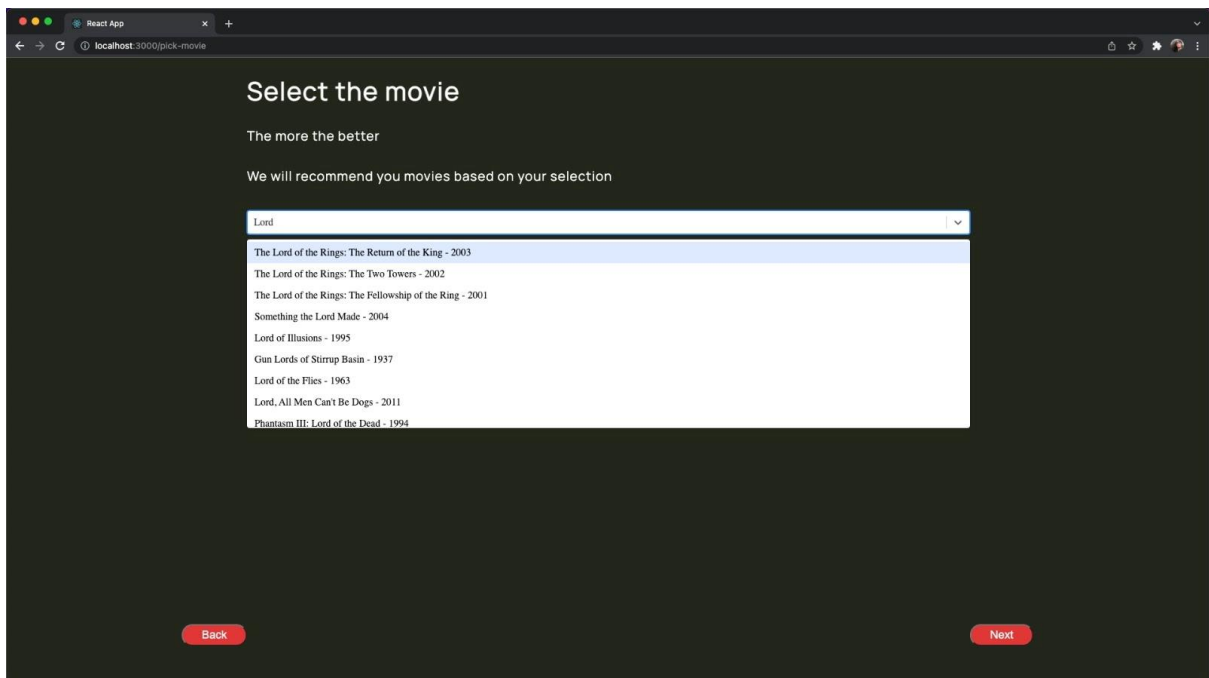 React App
localhost:3000/pick-movie
Select the movie
The more the better
We will recommend you movies based on your selection
Lord
The Lord of the Rings: The Return of the King - 2003
The Lord of the Rings: The Two Towers - 2002
The Lord of the Rings: The Fellowship of the Ring - 2001
Something the Lord Made - 2004
Lord of Illusions - 1995
Gun Lords of Stirrup Basin - 1937
Lord of the Flies - 1963
Lord, All Men Can't Be Dogs - 2011
Phantasm III: Lord of the Dead - 1994
Back Next